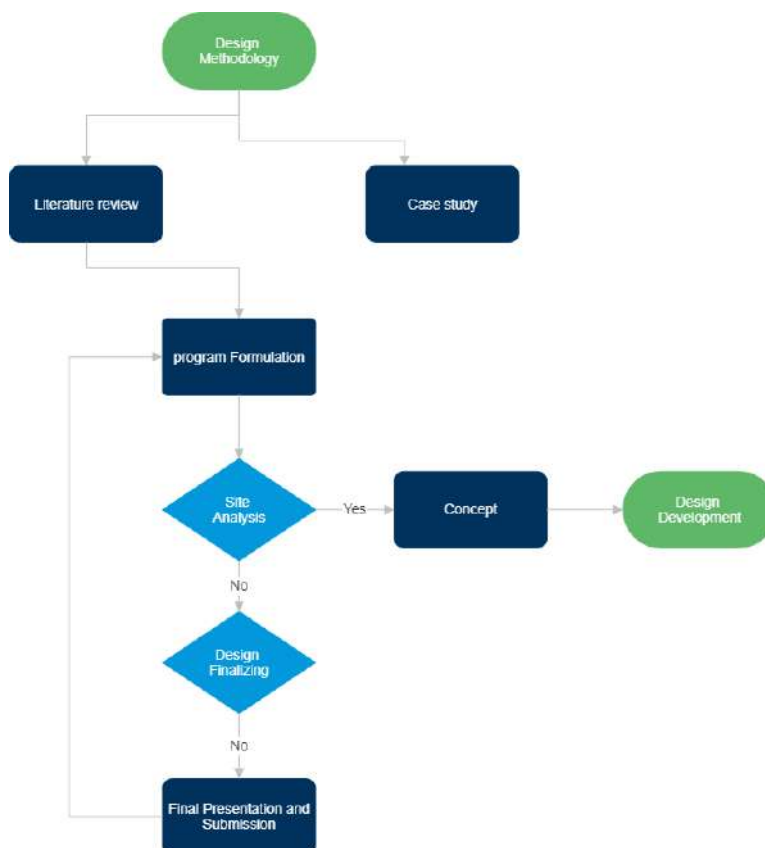 Design
Methodology
Literature review
Case study
program Formulation
Site
Analysis
Yes
Concept
Design
Development
No
Design
Finalizing
No
Final Presentation and
Submission